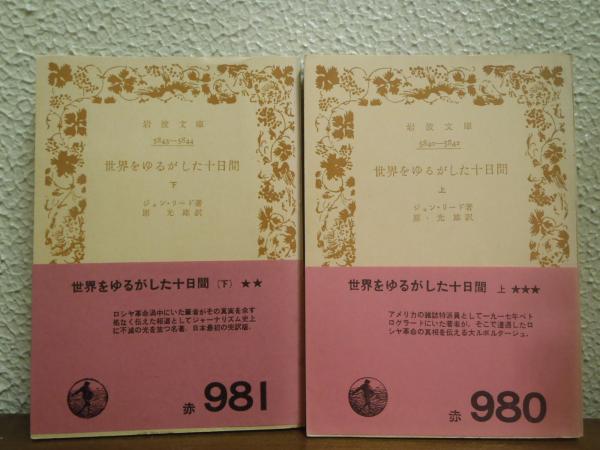 岩波文庫
5843—5844
世界をゆるがした十日間
下
ジョン・リード著
原光雄訳
世界をゆるがした十日間〔下〕★★
ロシヤ革命渦中にいた著者がその真実を余す
処なく伝えた報道としてジャーナリズム史上
に不滅の光を放つ名著．日本最初の完訳版．
赤 981
岩波文庫
5840—5842
世界をゆるがした十日間
上
ジョン・リード著
原・光雄訳
世界をゆるがした十日間 上 ★★★
アメリカの雑誌特派員として一九一七年ペト
ログラードにいた著者が，そこで遭遇したロ
シヤ革命の真相を伝える大ルポルタージュ．
赤 980